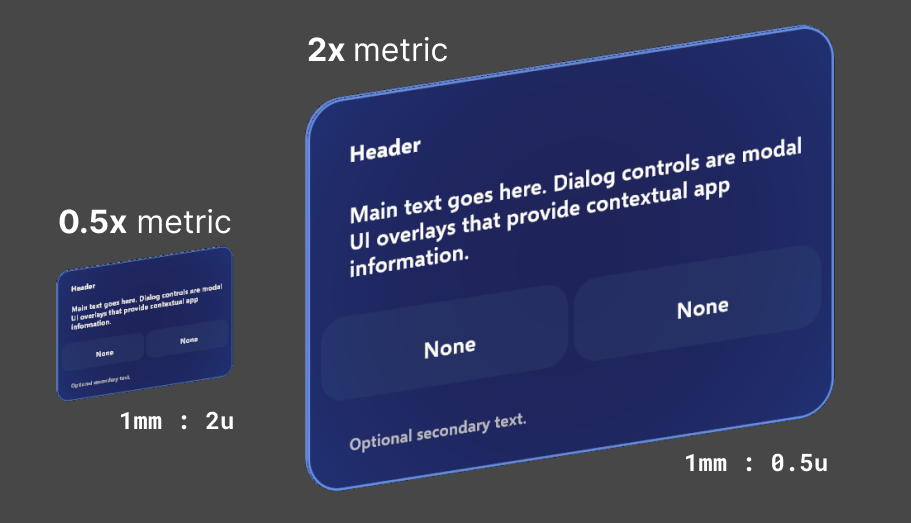 0.5x metric
Header
Main text goes here. Dialog controls are modal
UI overlays that provide contextual app
information.
None
None
Optional secondary text.
1mm : 2u
2x metric
Header
Main text goes here. Dialog controls are modal
UI overlays that provide contextual app
information.
None
None
Optional secondary text.
1mm : 0.5u